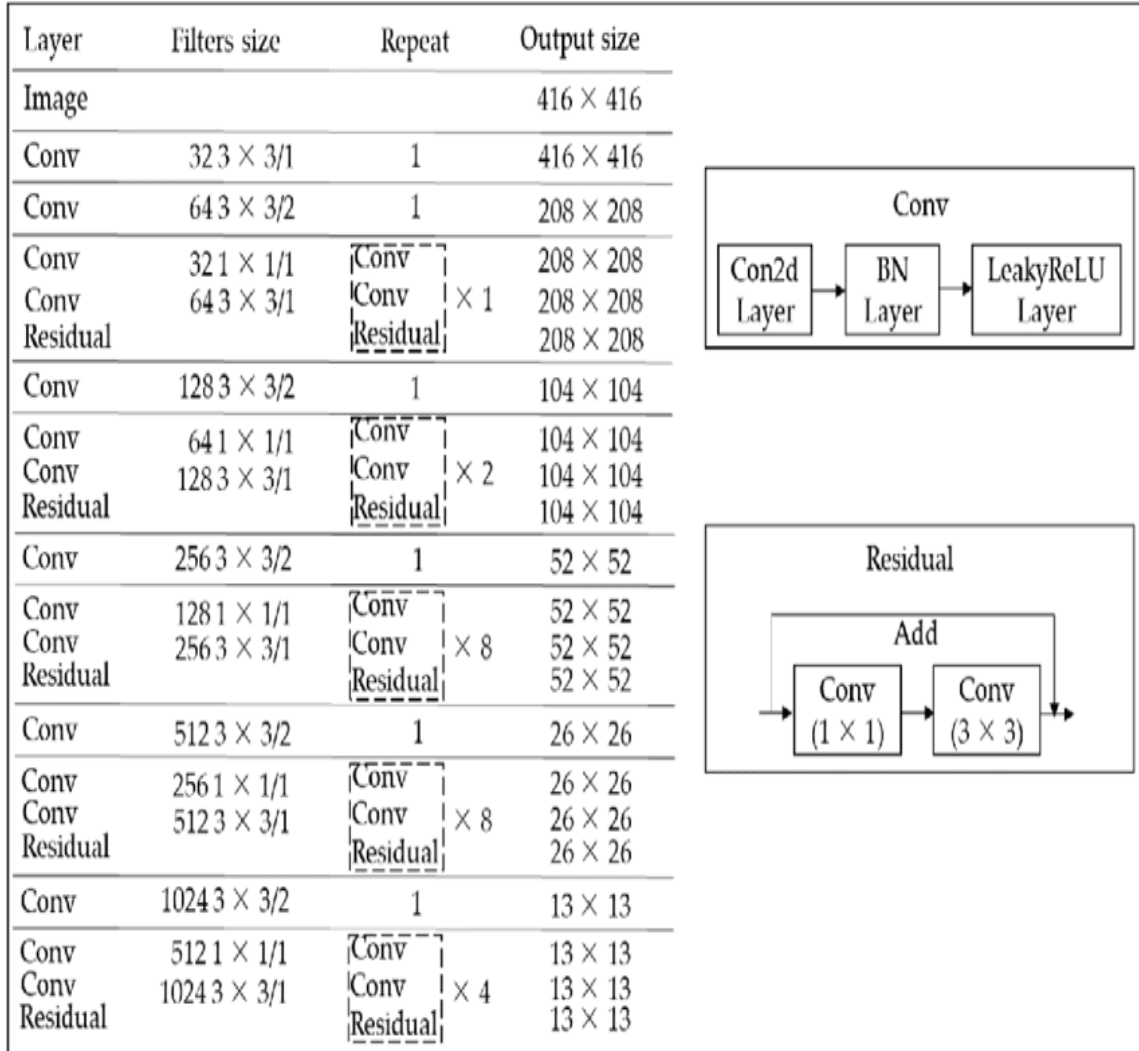 Layer Filters size Repeat Output size
Image 416 × 416
Conv 32 3 × 3/1 1 416 × 416
Conv 64 3 × 3/2 1 208 × 208
Conv 32 1 × 1/1 Conv 208 × 208
Conv 64 3 × 3/1 Conv × 1 208 × 208
Residual Residual 208 × 208
Conv 128 3 × 3/2 1 104 × 104
Conv 64 1 × 1/1 Conv 104 × 104
Conv 128 3 × 3/1 Conv × 2 104 × 104
Residual Residual 104 × 104
Conv 256 3 × 3/2 1 52 × 52
Conv 128 1 × 1/1 Conv 52 × 52
Conv 256 3 × 3/1 Conv × 8 52 × 52
Residual Residual 52 × 52
Conv 512 3 × 3/2 1 26 × 26
Conv 256 1 × 1/1 Conv 26 × 26
Conv 512 3 × 3/1 Conv × 8 26 × 26
Residual Residual 26 × 26
Conv 1024 3 × 3/2 1 13 × 13
Conv 512 1 × 1/1 Conv 13 × 13
Conv 1024 3 × 3/1 Conv × 4 13 × 13
Residual Residual 13 × 13
Conv
Con2d BN LeakyReLU
Layer Layer Layer
Residual
Add
Conv Conv
(1 × 1) (3 × 3)